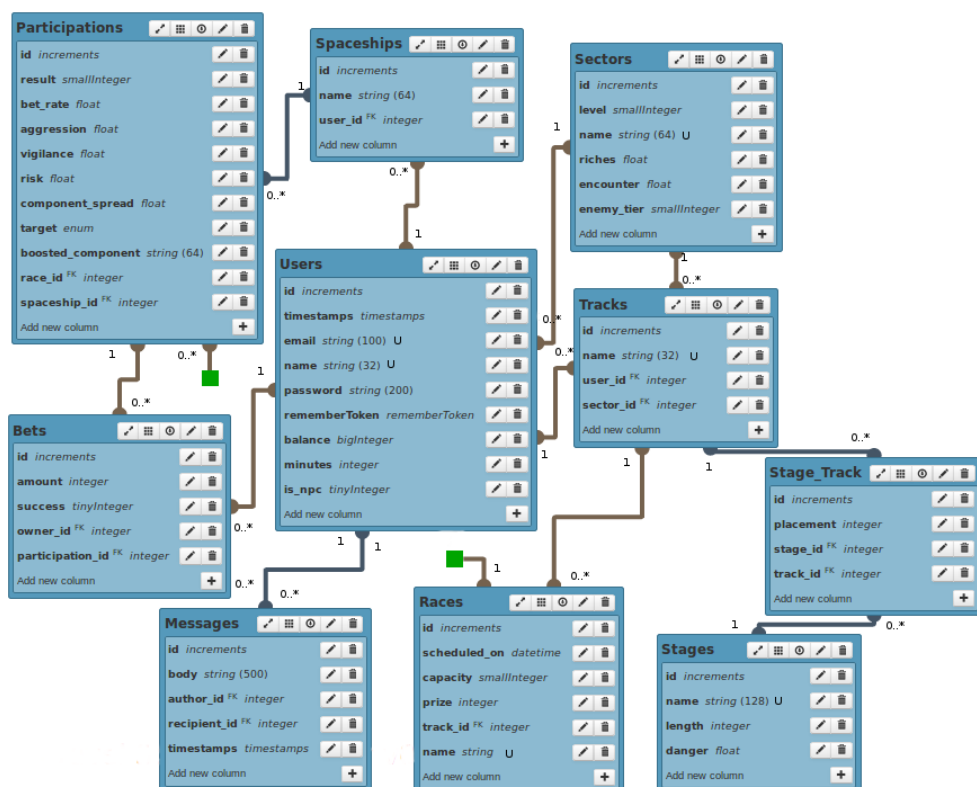 Participations
id increments
result smallInteger
bet_rate float
aggression float
vigilance float
risk float
component_spread float
target enum
boosted_component string (64)
race_id FK integer
spaceship_id FK integer
Add new column
Spaceships
id increments
name string (64)
user_id FK integer
Add new column
Sectors
id increments
level smallInteger
name string (64) U
riches float
encounter float
enemy_tier smallInteger
Add new column
1
0..*
0..*
1
1
0..*
1
0..*
Users
id increments
timestamps timestamps
email string (100) U
name string (32) U
password string (200)
rememberToken rememberToken
balance bigInteger
minutes integer
is_npc tinyInteger
Add new column
Tracks
id increments
name string (32) U
user_id FK integer
sector_id FK integer
Add new column
0..*
1
1
0..*
0..*
1
0..*
1
1
0..*
Bets
id increments
amount integer
success tinyInteger
owner_id FK integer
participation_id FK integer
Add new column
Stage_Track
id increments
placement integer
stage_id FK integer
track_id FK integer
Add new column
1
1
0..*
0..*
1
0..*
1
0..*
Messages
id increments
body string (500)
author_id FK integer
recipient_id FK integer
timestamps timestamps
Add new column
Races
id increments
scheduled_on datetime
capacity smallInteger
prize integer
track_id FK integer
name string U
Add new column
Stages
id increments
name string (128) U
length integer
danger float
Add new column